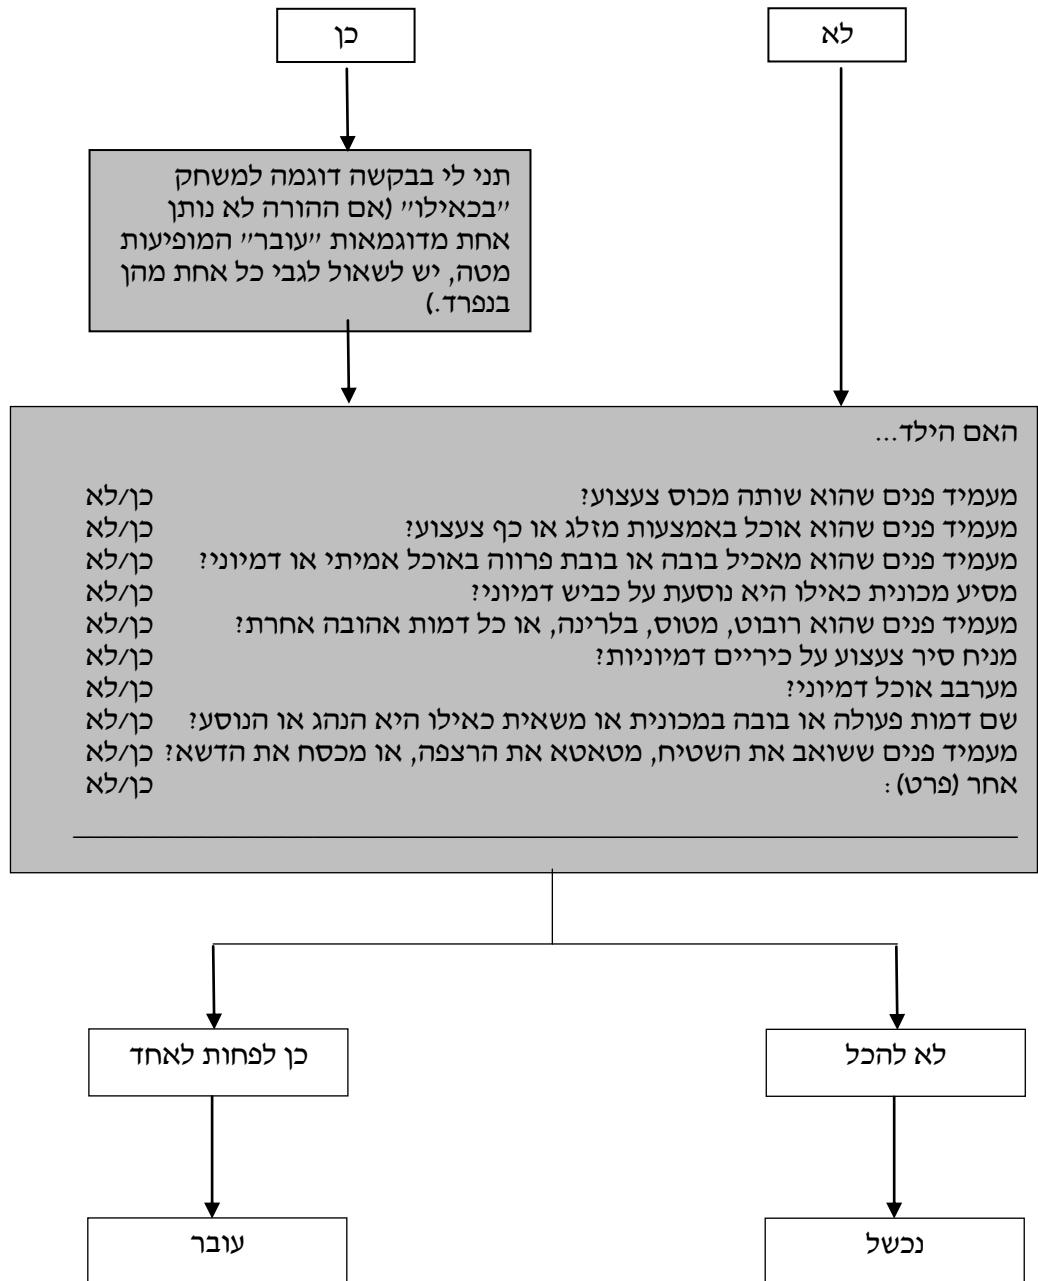 כן
לא
תני לי בבקשה דוגמה למשחק
״בכאילו״ (אם ההורה לא נותן
אחת מדוגמאות ״עובר״ המופיעות
מטה, יש לשאול לגבי כל אחת מהן
בנפרד.)
האם הילד...
מעמיד פנים שהוא שותה מכוס צעצוע? כן/לא
מעמיד פנים שהוא אוכל באמצעות מזלג או כף צעצוע? כן/לא
מעמיד פנים שהוא מאכיל בובה או בובת פרווה באוכל אמיתי או דמיוני? כן/לא
מסיע מכונית כאילו היא נוסעת על כביש דמיוני? כן/לא
מעמיד פנים שהוא רובוט, מטוס, בלרינה, או כל דמות אהובה אחרת? כן/לא
מניח סיר צעצוע על כיריים דמיוניות? כן/לא
מערבב אוכל דמיוני? כן/לא
שם דמות פעולה או בובה במכונית או משאית כאילו היא הנהג או הנוסע? כן/לא
מעמיד פנים ששואב את השטיח, מטאטא את הרצפה, או מכסח את הדשא? כן/לא
אחר (פרט): כן/לא
כן לפחות לאחד
לא להכל
עובר
נכשל